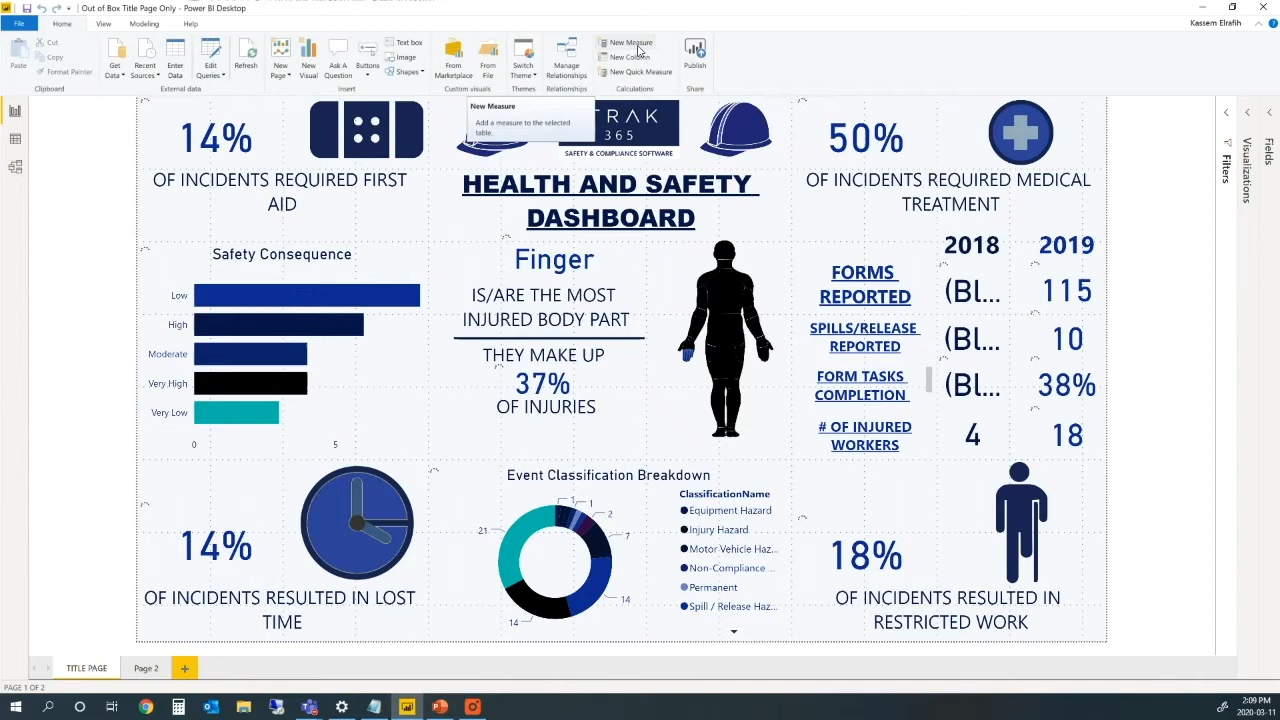 Out of Box Title Page Only - Power BI Desktop
Kassem Elrafih
File Home View Modeling Help
Paste
Cut
Copy
Format Painter
Clipboard
Get Data
Recent Sources
Enter Data
Edit Queries
Refresh
External data
New Page
New Visual
Ask A Question
Buttons
Text box
Image
Shapes
Insert
From Marketplace
From File
Custom visuals
Switch Theme
Themes
Manage Relationships
Relationships
New Measure
New Column
New Quick Measure
Calculations
Publish
Share
New Measure
Add a measure to the selected
table.
14%
OF INCIDENTS REQUIRED FIRST
AID
TRAK
365
SAFETY & COMPLIANCE SOFTWARE
HEALTH AND SAFETY
DASHBOARD
50%
OF INCIDENTS REQUIRED MEDICAL
TREATMENT
Filters
Visualizations
Fields
Safety Consequence
Low
High
Moderate
Very High
Very Low
0 5
Finger
IS/ARE THE MOST
INJURED BODY PART
THEY MAKE UP
37%
OF INJURIES
2018 2019
FORMS
REPORTED
(Bl... 115
SPILLS/RELEASE
REPORTED
(Bl... 10
FORM TASKS
COMPLETION
(Bl... 38%
# OF INJURED
WORKERS
4 18
14%
OF INCIDENTS RESULTED IN LOST
TIME
Event Classification Breakdown
1
1
2
7
14
14
21
ClassificationName
Equipment Hazard
Injury Hazard
Motor Vehicle Haz...
Non-Compliance ...
Permanent
Spill / Release Haz...
18%
OF INCIDENTS RESULTED IN
RESTRICTED WORK
TITLE PAGE Page 2 +
PAGE 1 OF 2
2:09 PM
2020-03-11